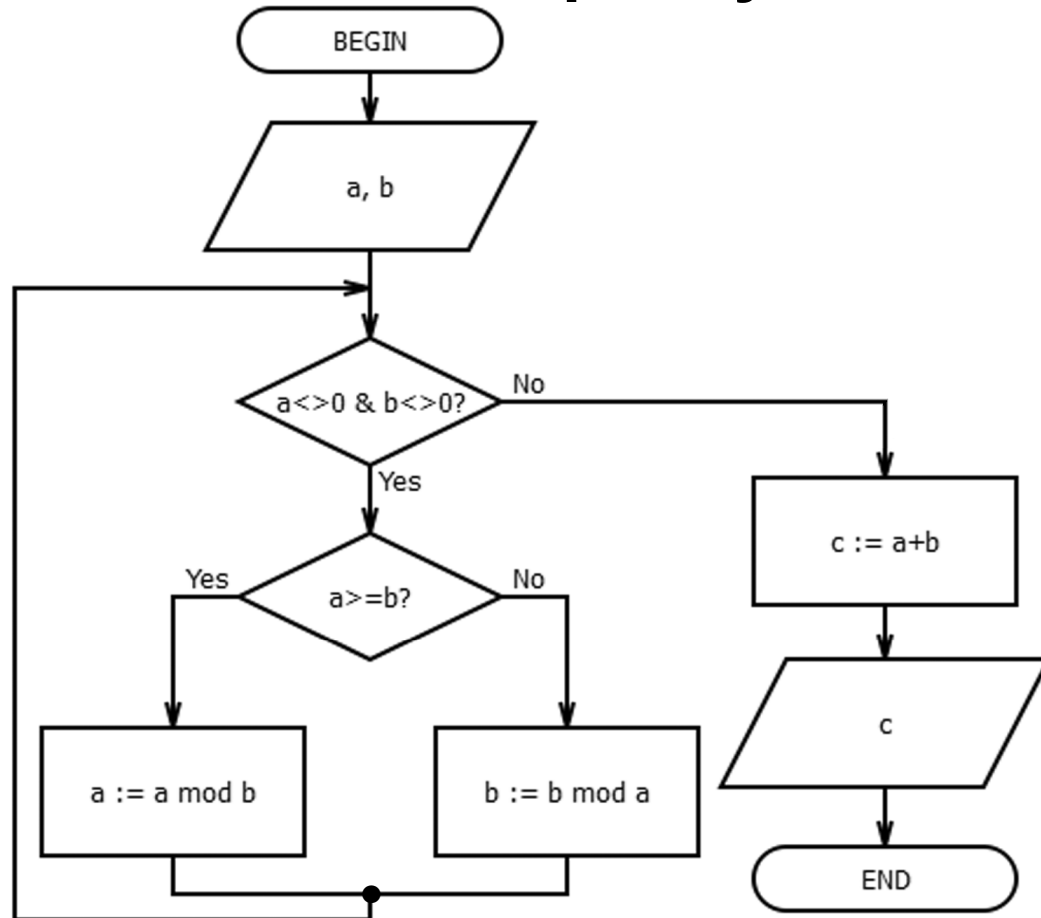 BEGIN
a, b
a<>0 & b<>0?
No
Yes
a>=b?
Yes
No
a := a mod b
b := b mod a
c := a+b
c
END